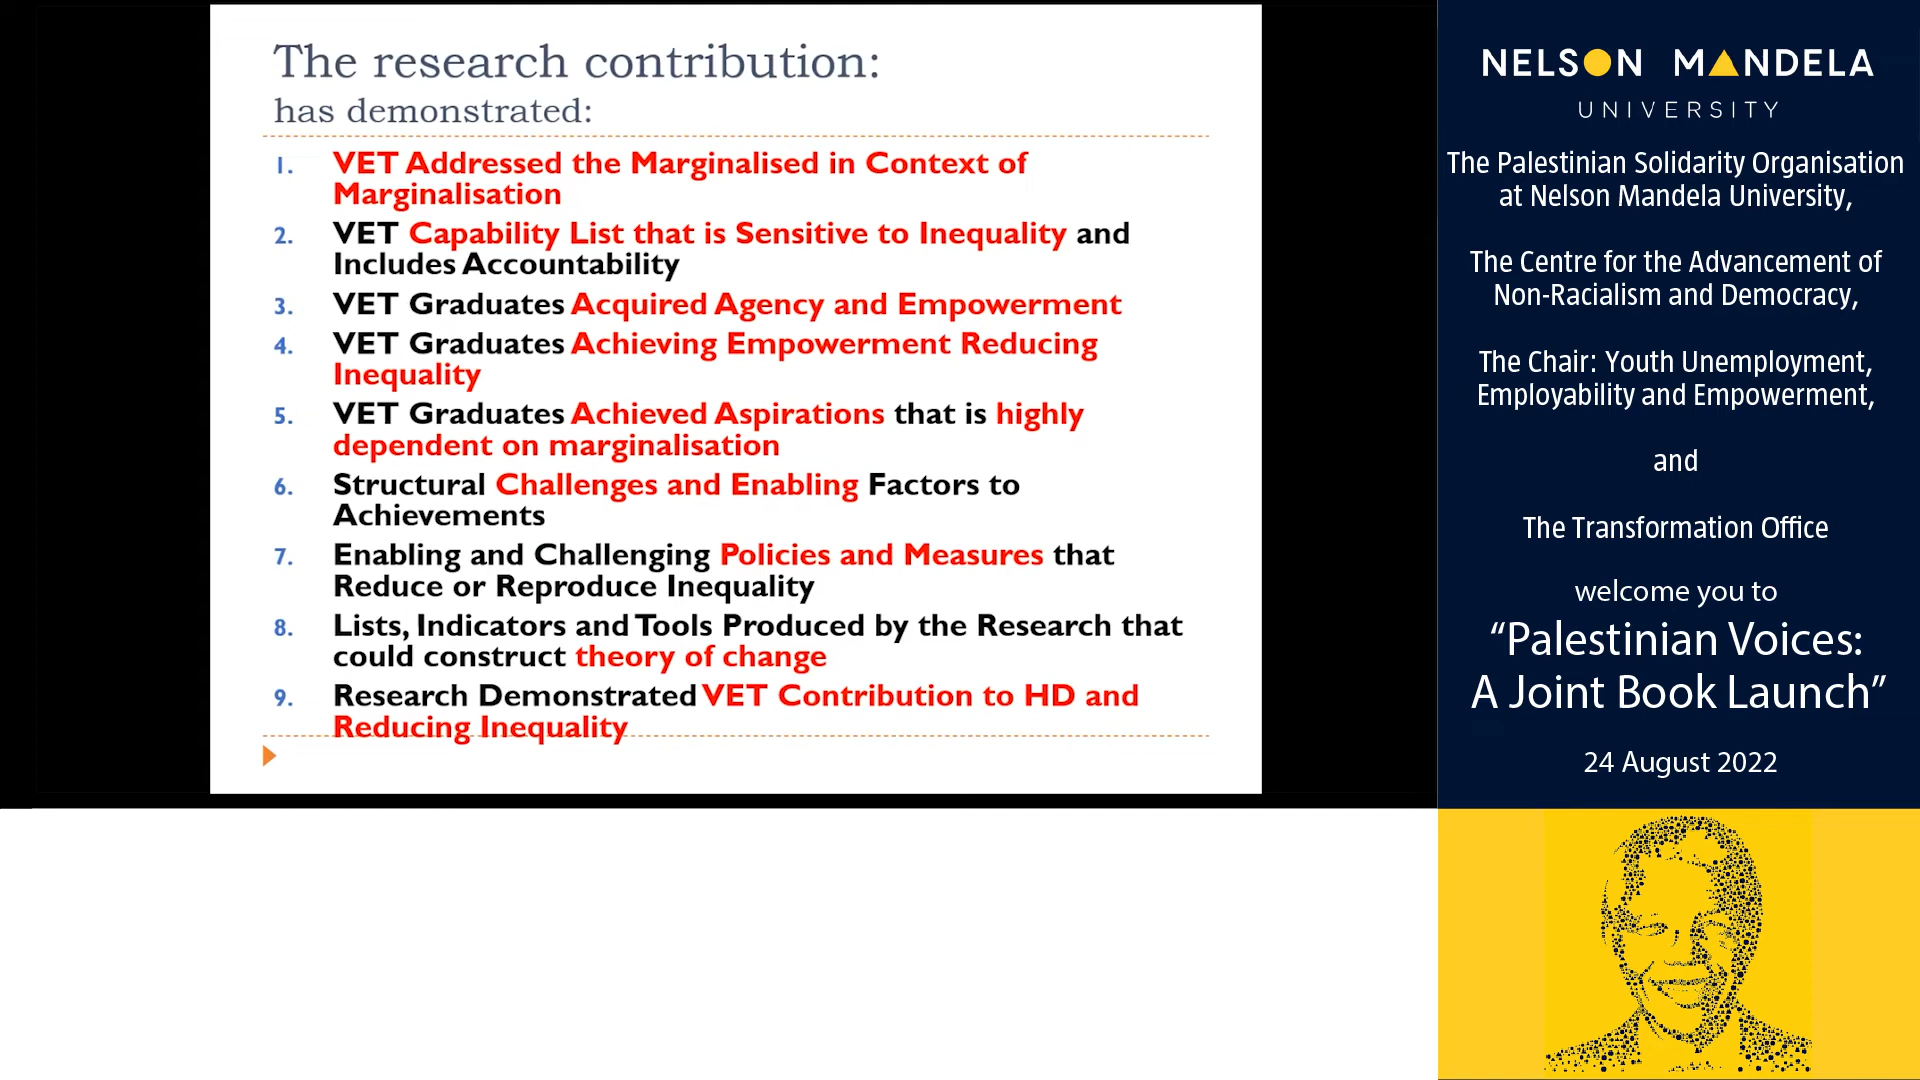 The research contribution:
has demonstrated:
1. VET Addressed the Marginalised in Context of
Marginalisation
2. VET Capability List that is Sensitive to Inequality and
Includes Accountability
3. VET Graduates Acquired Agency and Empowerment
4. VET Graduates Achieving Empowerment Reducing
Inequality
5. VET Graduates Achieved Aspirations that is highly
dependent on marginalisation
6. Structural Challenges and Enabling Factors to
Achievements
7. Enabling and Challenging Policies and Measures that
Reduce or Reproduce Inequality
8. Lists, Indicators and Tools Produced by the Research that
could construct theory of change
9. Research Demonstrated VET Contribution to HD and
Reducing Inequality
NELSON MANDELA
UNIVERSITY
The Palestinian Solidarity Organisation
at Nelson Mandela University,
The Centre for the Advancement of
Non-Racialism and Democracy,
The Chair: Youth Unemployment,
Employability and Empowerment,
and
The Transformation Office
welcome you to
“Palestinian Voices:
A Joint Book Launch”
24 August 2022